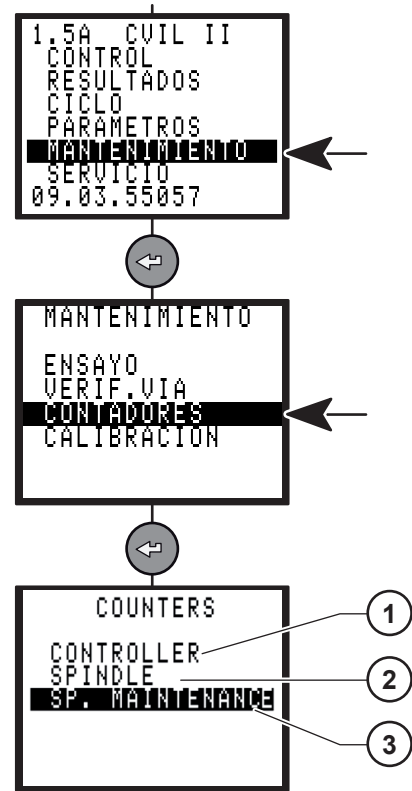 1.5A CVIL II
CONTROL
RESULTADOS
CICLO
PARAMETROS
MANTENIMIENTO
SERVICIO
09.03.55057
MANTENIMIENTO
ENSAYO
VERIF.VIA
CONTADORES
CALIBRACION
COUNTERS
CONTROLLER
SPINDLE
SP. MAINTENANCE
1
2
3